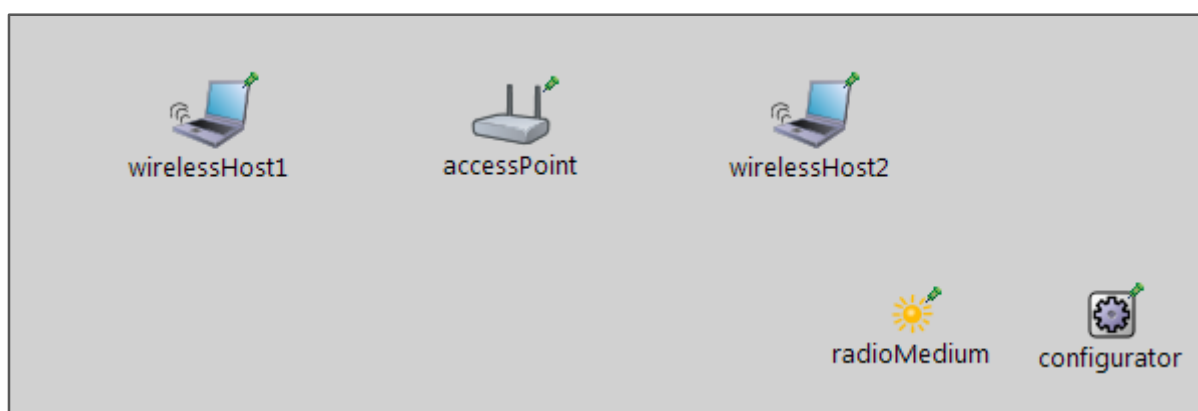 wirelessHost1
accessPoint
wirelessHost2
radioMedium
configurator